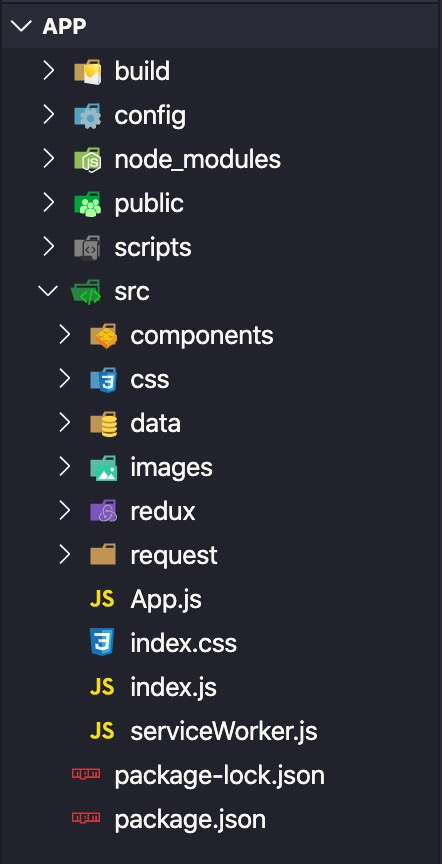 APP
build
config
node_modules
public
scripts
src
components
css
data
images
redux
request
JS App.js
index.css
JS index.js
JS serviceWorker.js
package-lock.json
package.json